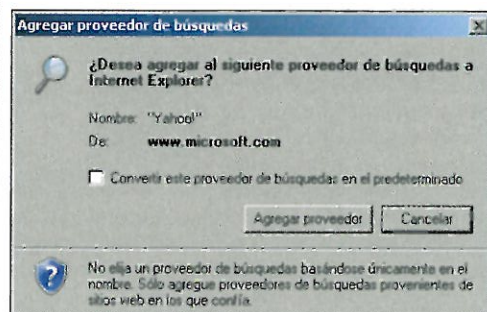 Agregar proveedor de búsquedas
¿Desea agregar al siguiente proveedor de búsquedas a
Internet Explorer?
Nombre: "Yahoo!"
De: www.microsoft.com
Convertir este proveedor de búsquedas en el predeterminado
Agregar proveedor
Cancelar
No elija un proveedor de búsquedas basándose únicamente en el
nombre. Sólo agregue proveedores de búsquedas provenientes de
sitios web en los que confía.